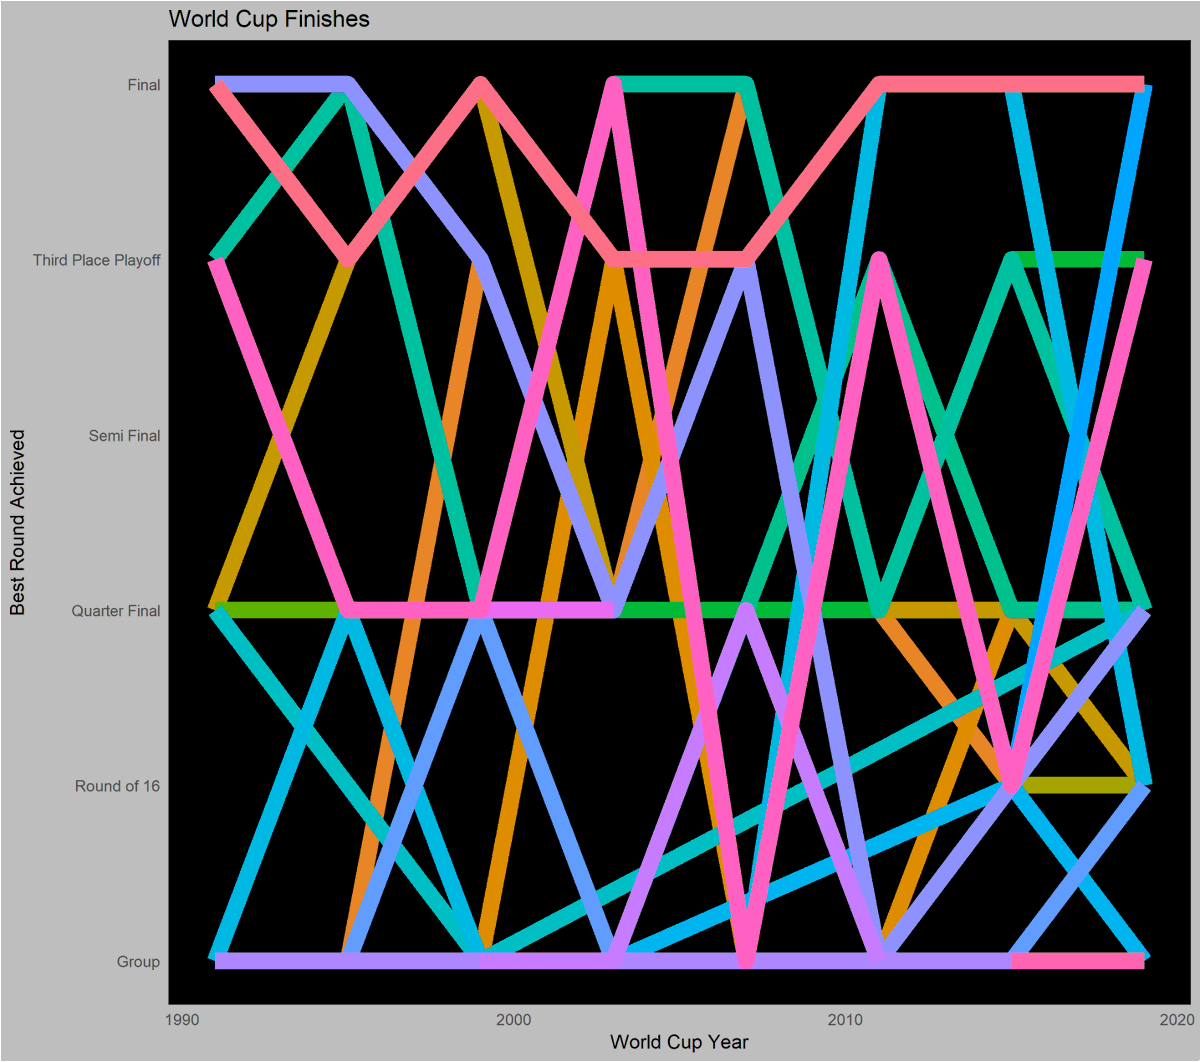 World Cup Finishes
Best Round Achieved
Final
Third Place Playoff
Semi Final
Quarter Final
Round of 16
Group
1990 2000 2010 2020
World Cup Year